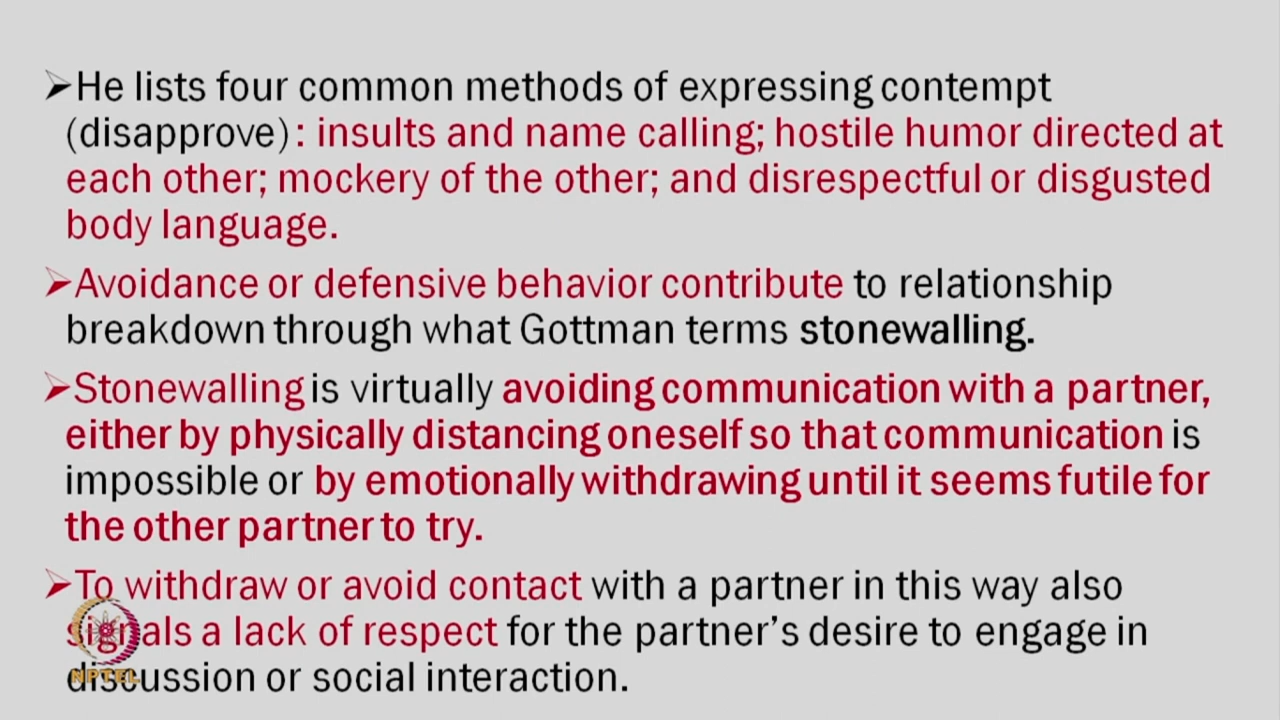 ➢He lists four common methods of expressing contempt
(disapprove): insults and name calling; hostile humor directed at
each other; mockery of the other; and disrespectful or disgusted
body language.
➢Avoidance or defensive behavior contribute to relationship
breakdown through what Gottman terms stonewalling.
➢Stonewalling is virtually avoiding communication with a partner,
either by physically distancing oneself so that communication is
impossible or by emotionally withdrawing until it seems futile for
the other partner to try.
➢To withdraw or avoid contact with a partner in this way also
signals a lack of respect for the partner's desire to engage in
discussion or social interaction.
NPTEL